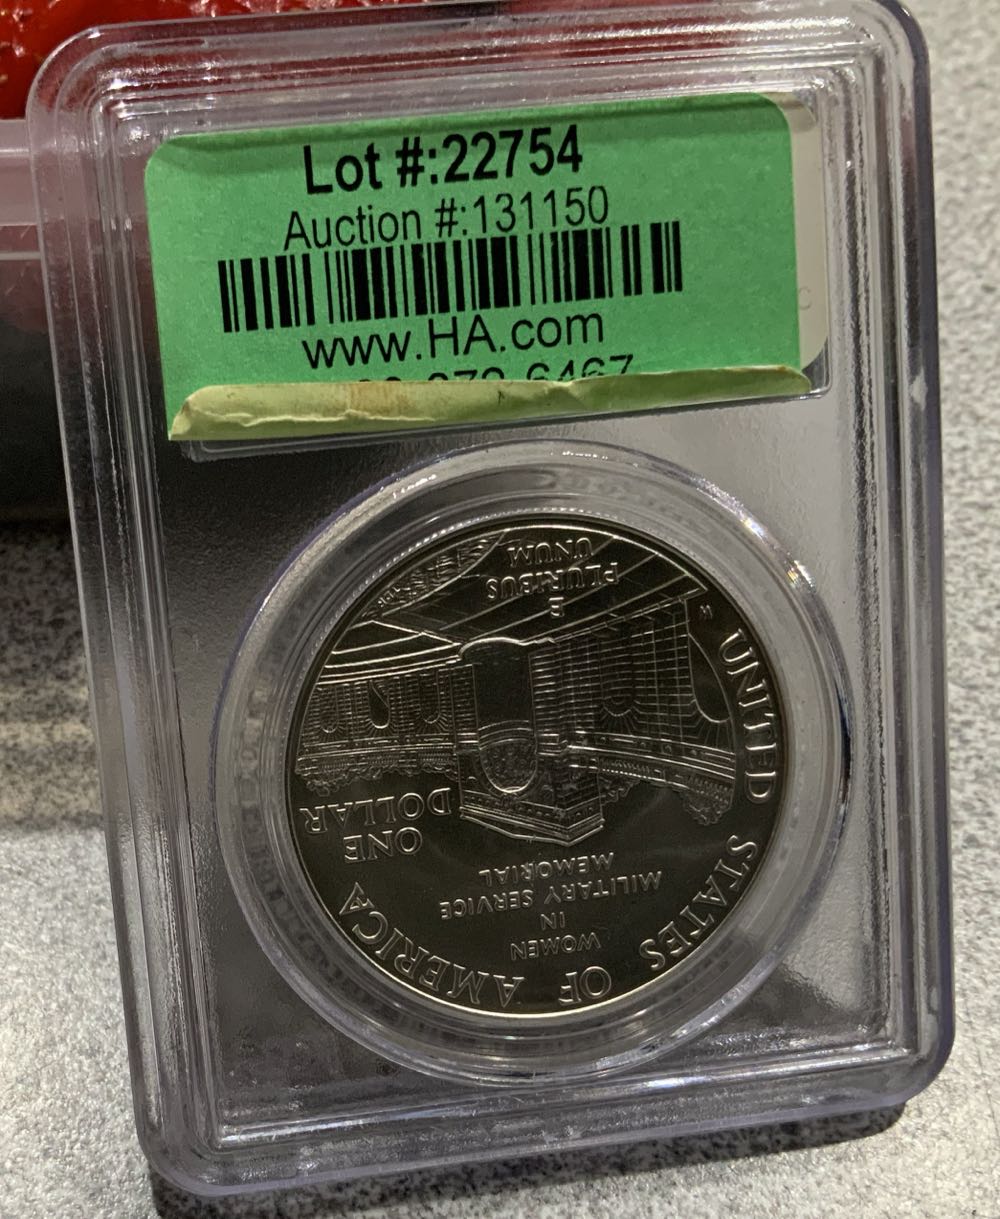 Lot #:22754
Auction #:131150
www.HA.com
UNITED STATES OF AMERICA
WOMEN
IN
MILITARY SERVICE
MEMORIAL
ONE
DOLLAR
E
PLURIBUS
UNUM
W